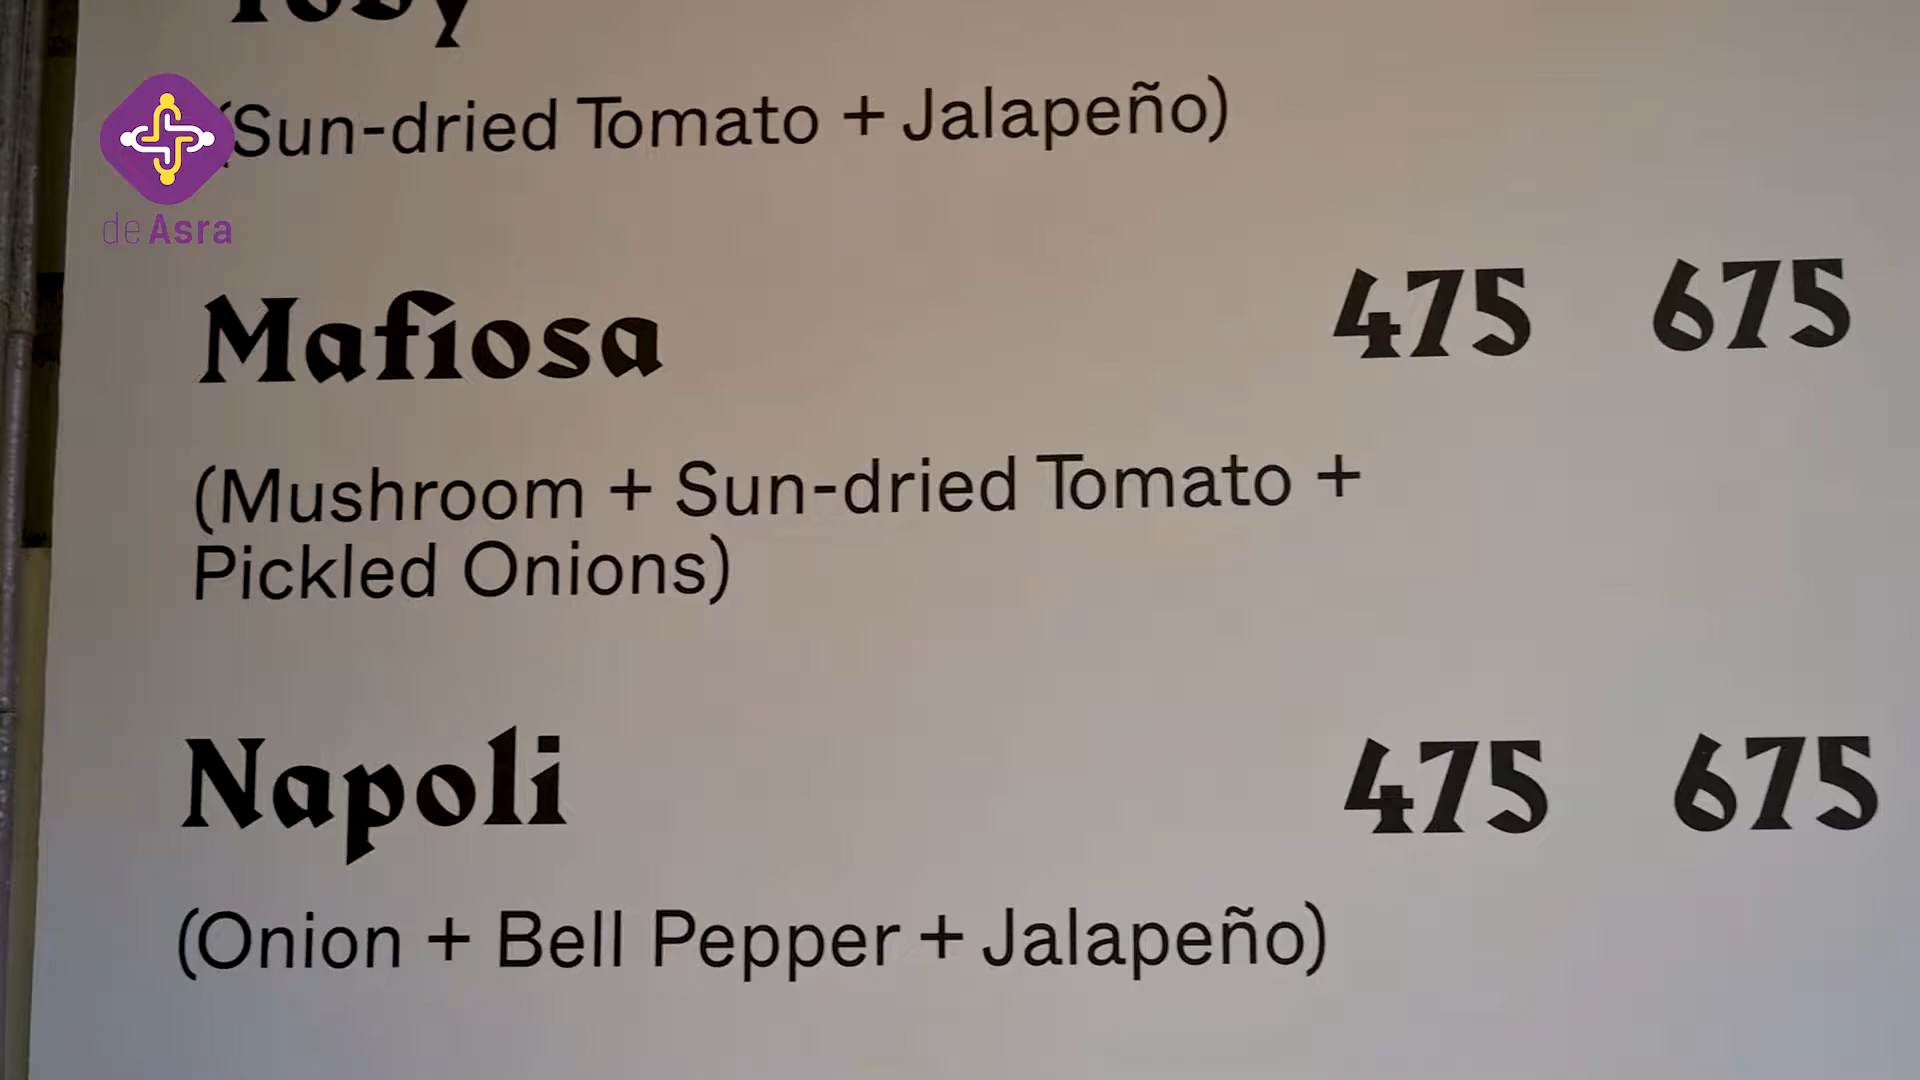 Toby
(Sun-dried Tomato + Jalapeño)
de Asra
Mafiosa 475 675
(Mushroom + Sun-dried Tomato +
Pickled Onions)
Napoli 475 675
(Onion + Bell Pepper + Jalapeño)